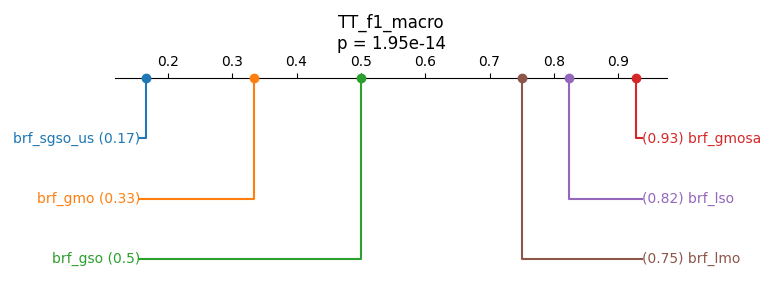 TT_f1_macro
p = 1.95e-14
0.2 0.3 0.4 0.5 0.6 0.7 0.8 0.9
brf_sgso_us (0.17) (0.93) brf_gmosa
brf_gmo (0.33) (0.82) brf_lso
brf_gso (0.5) (0.75) brf_lmo